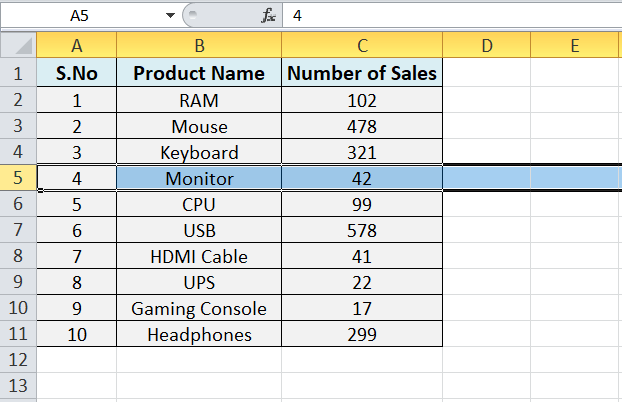 A5 fx 4
A B C D E
1 S.No Product Name Number of Sales
2 1 RAM 102
3 2 Mouse 478
4 3 Keyboard 321
5 4 Monitor 42
6 5 CPU 99
7 6 USB 578
8 7 HDMI Cable 41
9 8 UPS 22
10 9 Gaming Console 17
11 10 Headphones 299
12
13